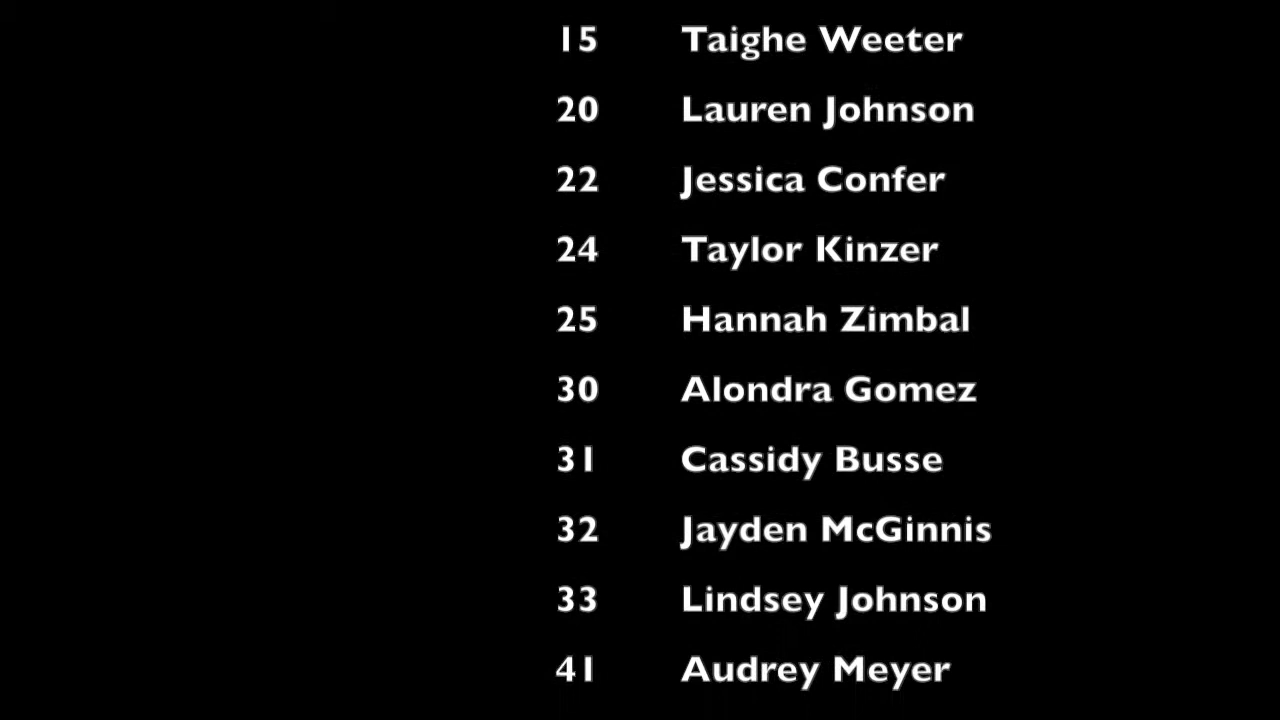 15 Taighe Weeter
20 Lauren Johnson
22 Jessica Confer
24 Taylor Kinzer
25 Hannah Zimbal
30 Alondra Gomez
31 Cassidy Busse
32 Jayden McGinnis
33 Lindsey Johnson
41 Audrey Meyer